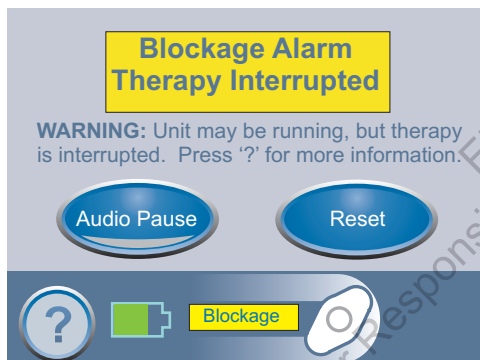 Blockage Alarm
Therapy Interrupted
WARNING: Unit may be running, but therapy
is interrupted.  Press ‘?’ for more information.
Audio Pause
Reset
?
Blockage